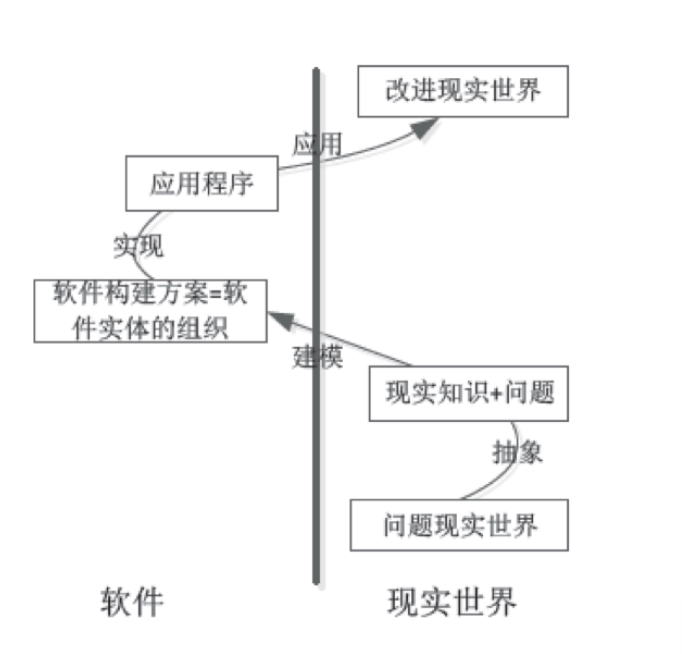 改进现实世界
应用
应用程序
实现
软件构建方案=软
件实体的组织
建模
现实知识+问题
抽象
问题现实世界
软件
现实世界